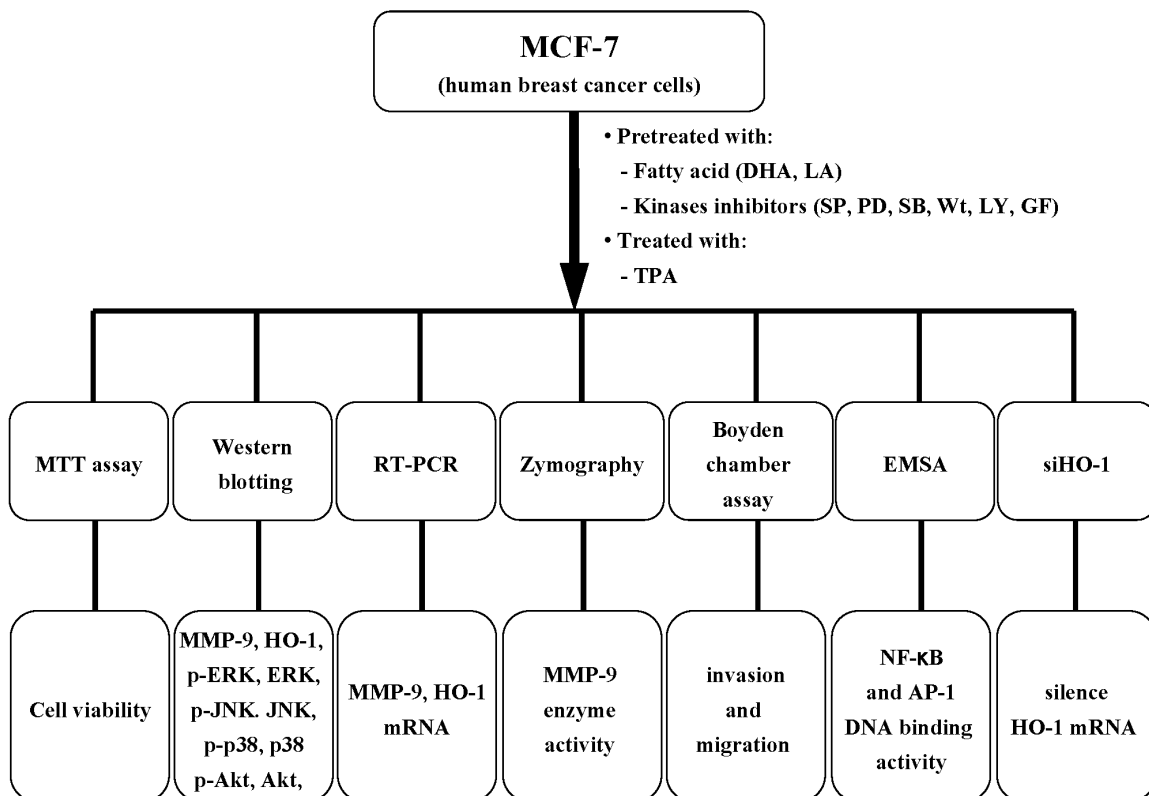 MCF-7
(human breast cancer cells)
• Pretreated with:
- Fatty acid (DHA, LA)
- Kinases inhibitors (SP, PD, SB, Wt, LY, GF)
• Treated with:
- TPA
MTT assay
Western
blotting
RT-PCR
Zymography
Boyden
chamber
assay
EMSA
siHO-1
Cell viability
MMP-9, HO-1,
p-ERK, ERK,
p-JNK. JNK,
p-p38, p38
p-Akt, Akt,
MMP-9, HO-1
mRNA
MMP-9
enzyme
activity
invasion
and
migration
NF-κB
and AP-1
DNA binding
activity
silence
HO-1 mRNA